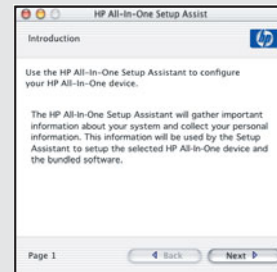 HP All-In-One Setup Assist
Introduction
hp
Use the HP All-In-One Setup Assistant to configure
your HP All-In-One device.
The HP All-In-One Setup Assistant will gather important
information about your system and collect your personal
information. This information will be used by the Setup
Assistant to setup the selected HP All-In-One device and
the bundled software.
Page 1
Back
Next